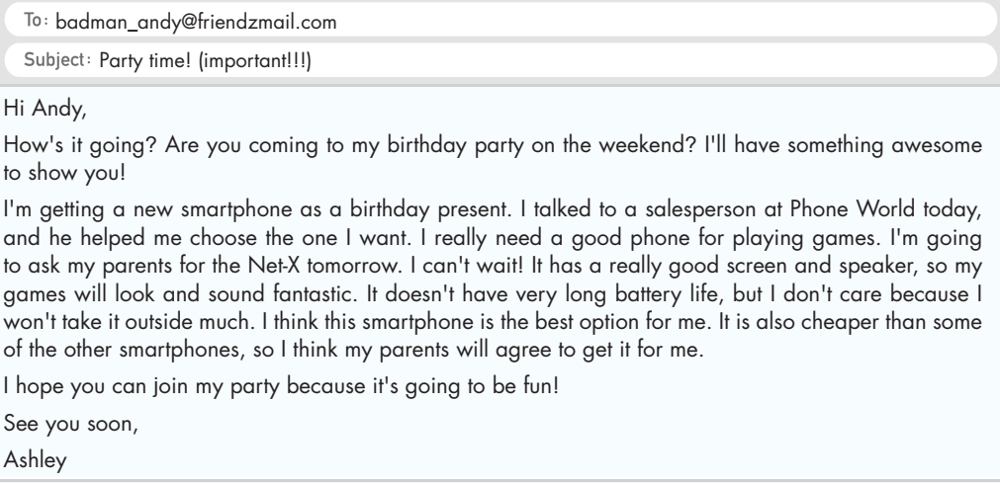 To: badman_andy@friendzmail.com
Subject: Party time! (important!!!)
Hi Andy,
How's it going? Are you coming to my birthday party on the weekend? I'll have something awesome
to show you!
I'm getting a new smartphone as a birthday present. I talked to a salesperson at Phone World today,
and he helped me choose the one I want. I really need a good phone for playing games. I'm going
to ask my parents for the Net-X tomorrow. I can't wait! It has a really good screen and speaker, so my
games will look and sound fantastic. It doesn't have very long battery life, but I don't care because I
won't take it outside much. I think this smartphone is the best option for me. It is also cheaper than some
of the other smartphones, so I think my parents will agree to get it for me.
I hope you can join my party because it's going to be fun!
See you soon,
Ashley